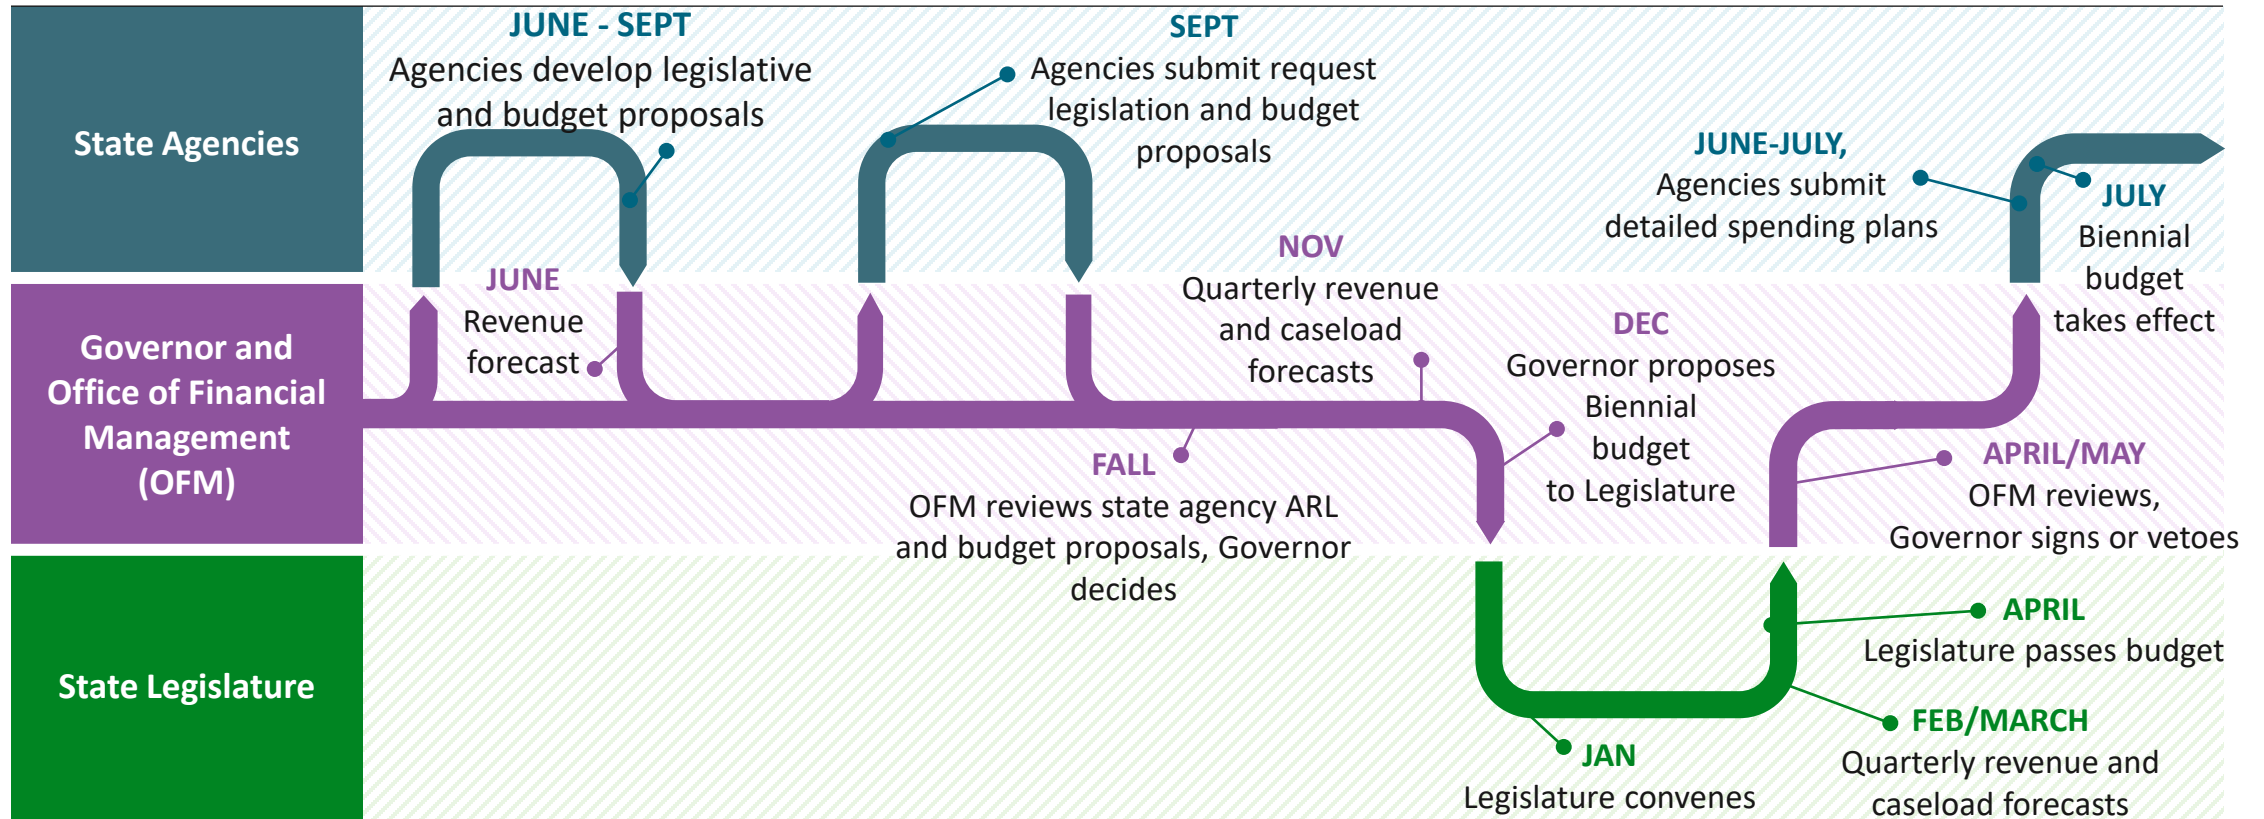 State Agencies
JUNE - SEPT
Agencies develop legislative
and budget proposals
SEPT
Agencies submit request
legislation and budget
proposals
JUNE-JULY,
Agencies submit
detailed spending plans
JULY
Biennial
budget
takes effect
Governor and
Office of Financial
Management
(OFM)
JUNE
Revenue
forecast
FALL
OFM reviews state agency ARL
and budget proposals, Governor
decides
NOV
Quarterly revenue
and caseload
forecasts
DEC
Governor proposes
Biennial
budget
to Legislature
APRIL/MAY
OFM reviews,
Governor signs or vetoes
State Legislature
JAN
Legislature convenes
FEB/MARCH
Quarterly revenue and
caseload forecasts
APRIL
Legislature passes budget